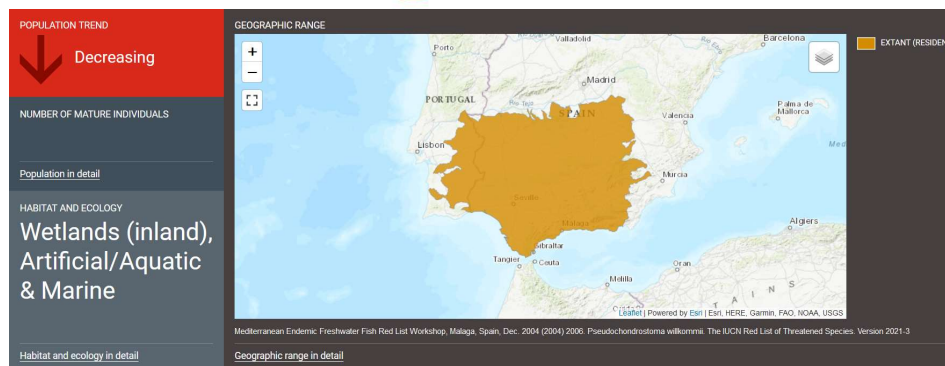 POPULATION TREND
Decreasing
NUMBER OF MATURE INDIVIDUALS
Population in detail
HABITAT AND ECOLOGY
Wetlands (inland),
Artificial/Aquatic
& Marine
Habitat and ecology in detail
GEOGRAPHIC RANGE
+
−
Porto
Valladolid
Barcelona
Madrid
PORTUGAL
SPAIN
Valencia
Palma de
Mallorca
Lisbon
Med
Murcia
Sevilla
Malaga
Gibraltar
Algiers
Tangier
Ceuta
Oran
Melilla
T A I N S
Leaflet | Powered by Esri | Esri, HERE, Garmin, FAO, NOAA, USGS
EXTANT (RESIDEN
Mediterranean Endemic Freshwater Fish Red List Workshop, Malaga, Spain, Dec. 2004 (2004) 2006. Pseudochondrostoma willkommii. The IUCN Red List of Threatened Species. Version 2021-3
Geographic range in detail